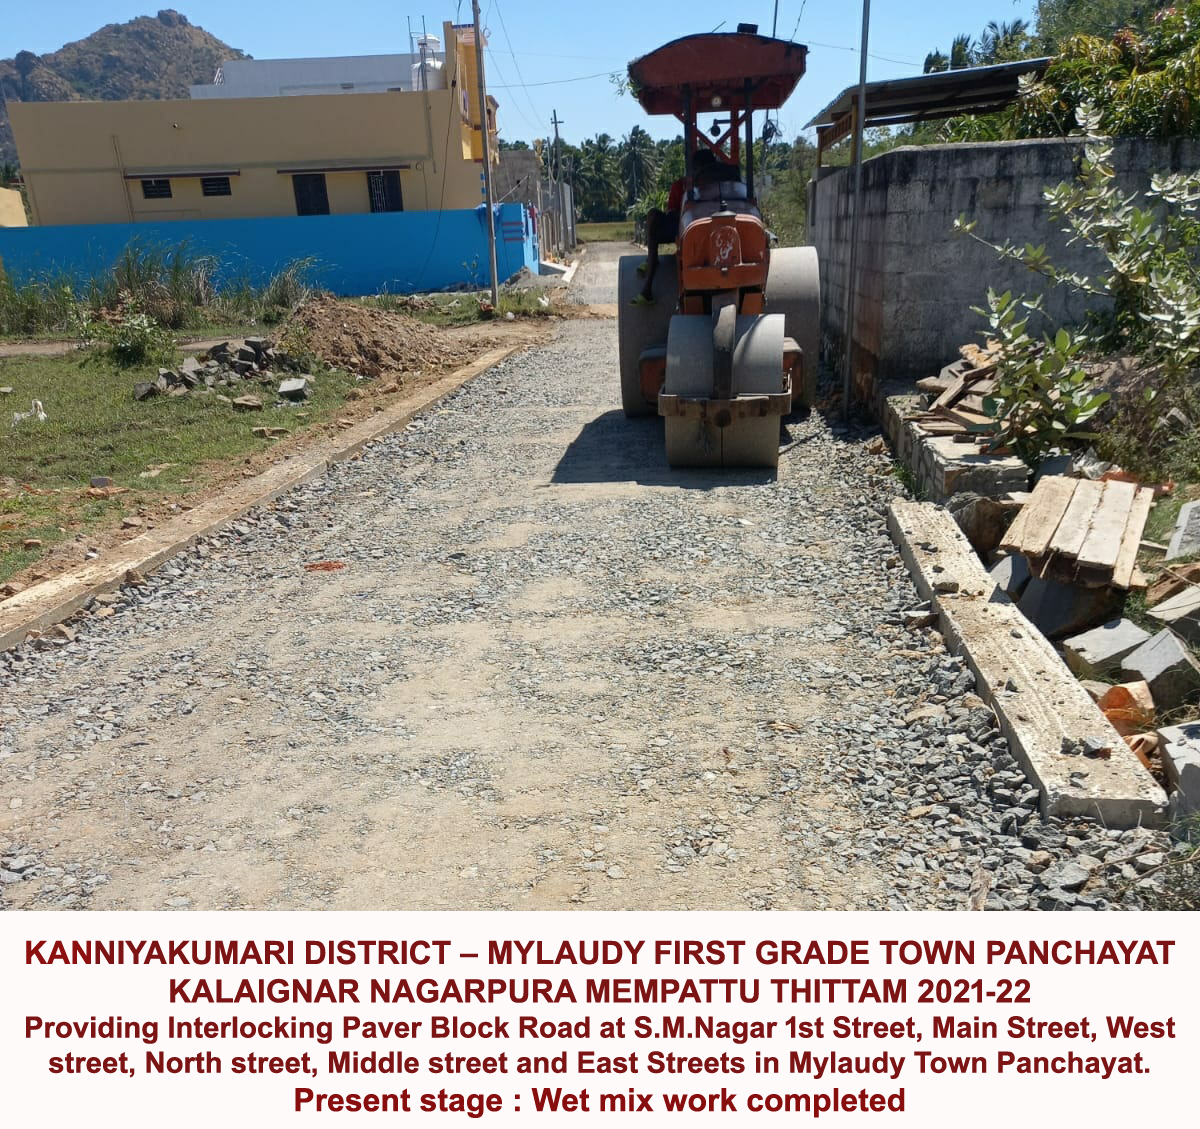 KANNIYAKUMARI DISTRICT – MYLAUDY FIRST GRADE TOWN PANCHAYAT
KALAIGNAR NAGARPURA MEMPATTU THITTAM 2021-22
Providing Interlocking Paver Block Road at S.M.Nagar 1st Street, Main Street, West
street, North street, Middle street and East Streets in Mylaudy Town Panchayat.
Present stage : Wet mix work completed